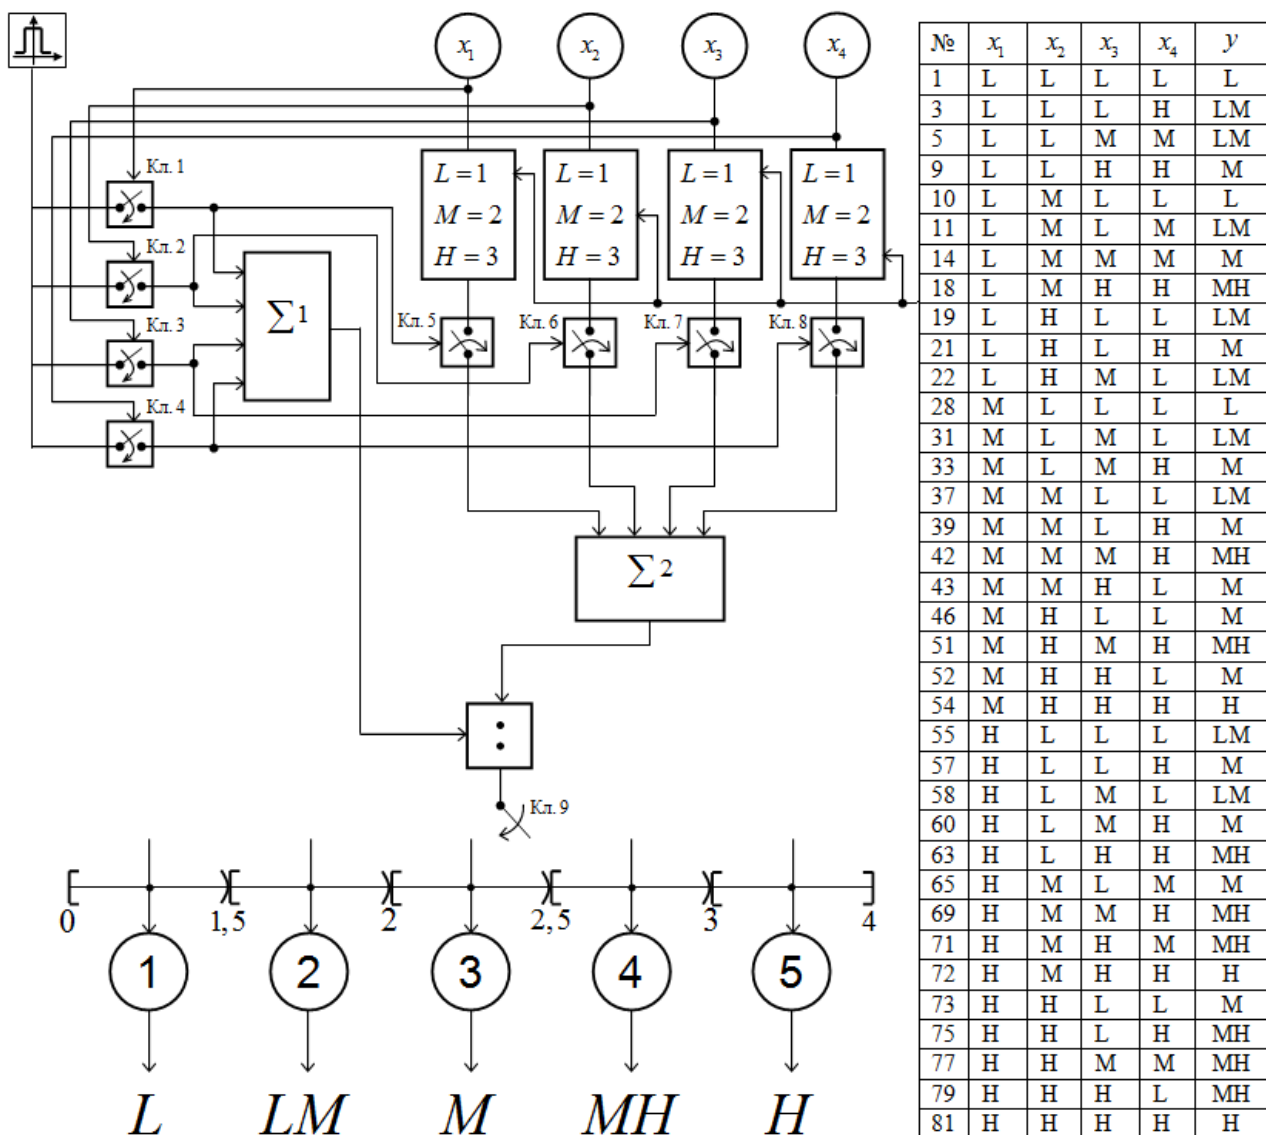 x₁ x₂ x₃ x₄
Кл. 1
L = 1 L = 1 L = 1 L = 1
M = 2 M = 2 M = 2 M = 2
H = 3 H = 3 H = 3 H = 3
Кл. 2
Кл. 3
Кл. 4
∑1
Кл. 5 Кл. 6 Кл. 7 Кл. 8
∑2
:
Кл. 9
0 1,5 2 2,5 3 4
1 2 3 4 5
L LM M MH H
№ x₁ x₂ x₃ x₄ y
1 L L L L L
3 L L L H LM
5 L L M M LM
9 L L H H M
10 L M L L L
11 L M L M LM
14 L M M M M
18 L M H H MH
19 L H L L LM
21 L H L H M
22 L H M L LM
28 M L L L L
31 M L M L LM
33 M L M H M
37 M M L L LM
39 M M L H M
42 M M M H MH
43 M M H L M
46 M H L L M
51 M H M H MH
52 M H H L M
54 M H H H H
55 H L L L LM
57 H L L H M
58 H L M L LM
60 H L M H M
63 H L H H MH
65 H M L M M
69 H M M H MH
71 H M H M MH
72 H M H H H
73 H H L L M
75 H H L H MH
77 H H M M MH
79 H H H L MH
81 H H H H H